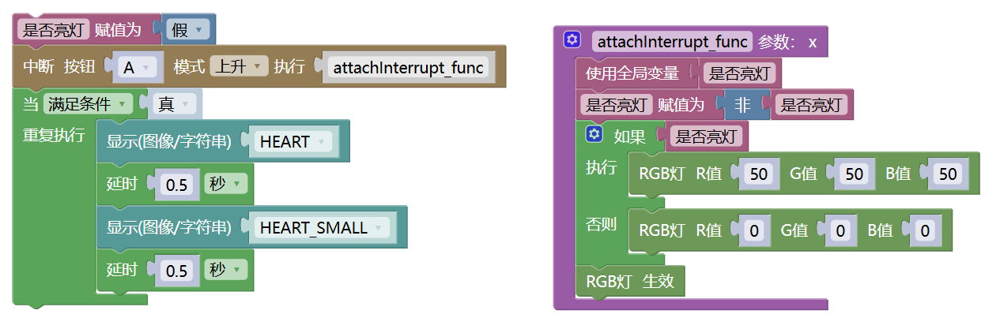 是否亮灯 赋值为 假
中断 按钮 A 模式 上升 执行 attachInterrupt_func
当 满足条件 真
重复执行 显示(图像/字符串) HEART
延时 0.5 秒
显示(图像/字符串) HEART_SMALL
延时 0.5 秒
attachInterrupt_func 参数: x
使用全局变量 是否亮灯
是否亮灯 赋值为 非 是否亮灯
如果 是否亮灯
执行 RGB灯 R值 50 G值 50 B值 50
否则 RGB灯 R值 0 G值 0 B值 0
RGB灯 生效